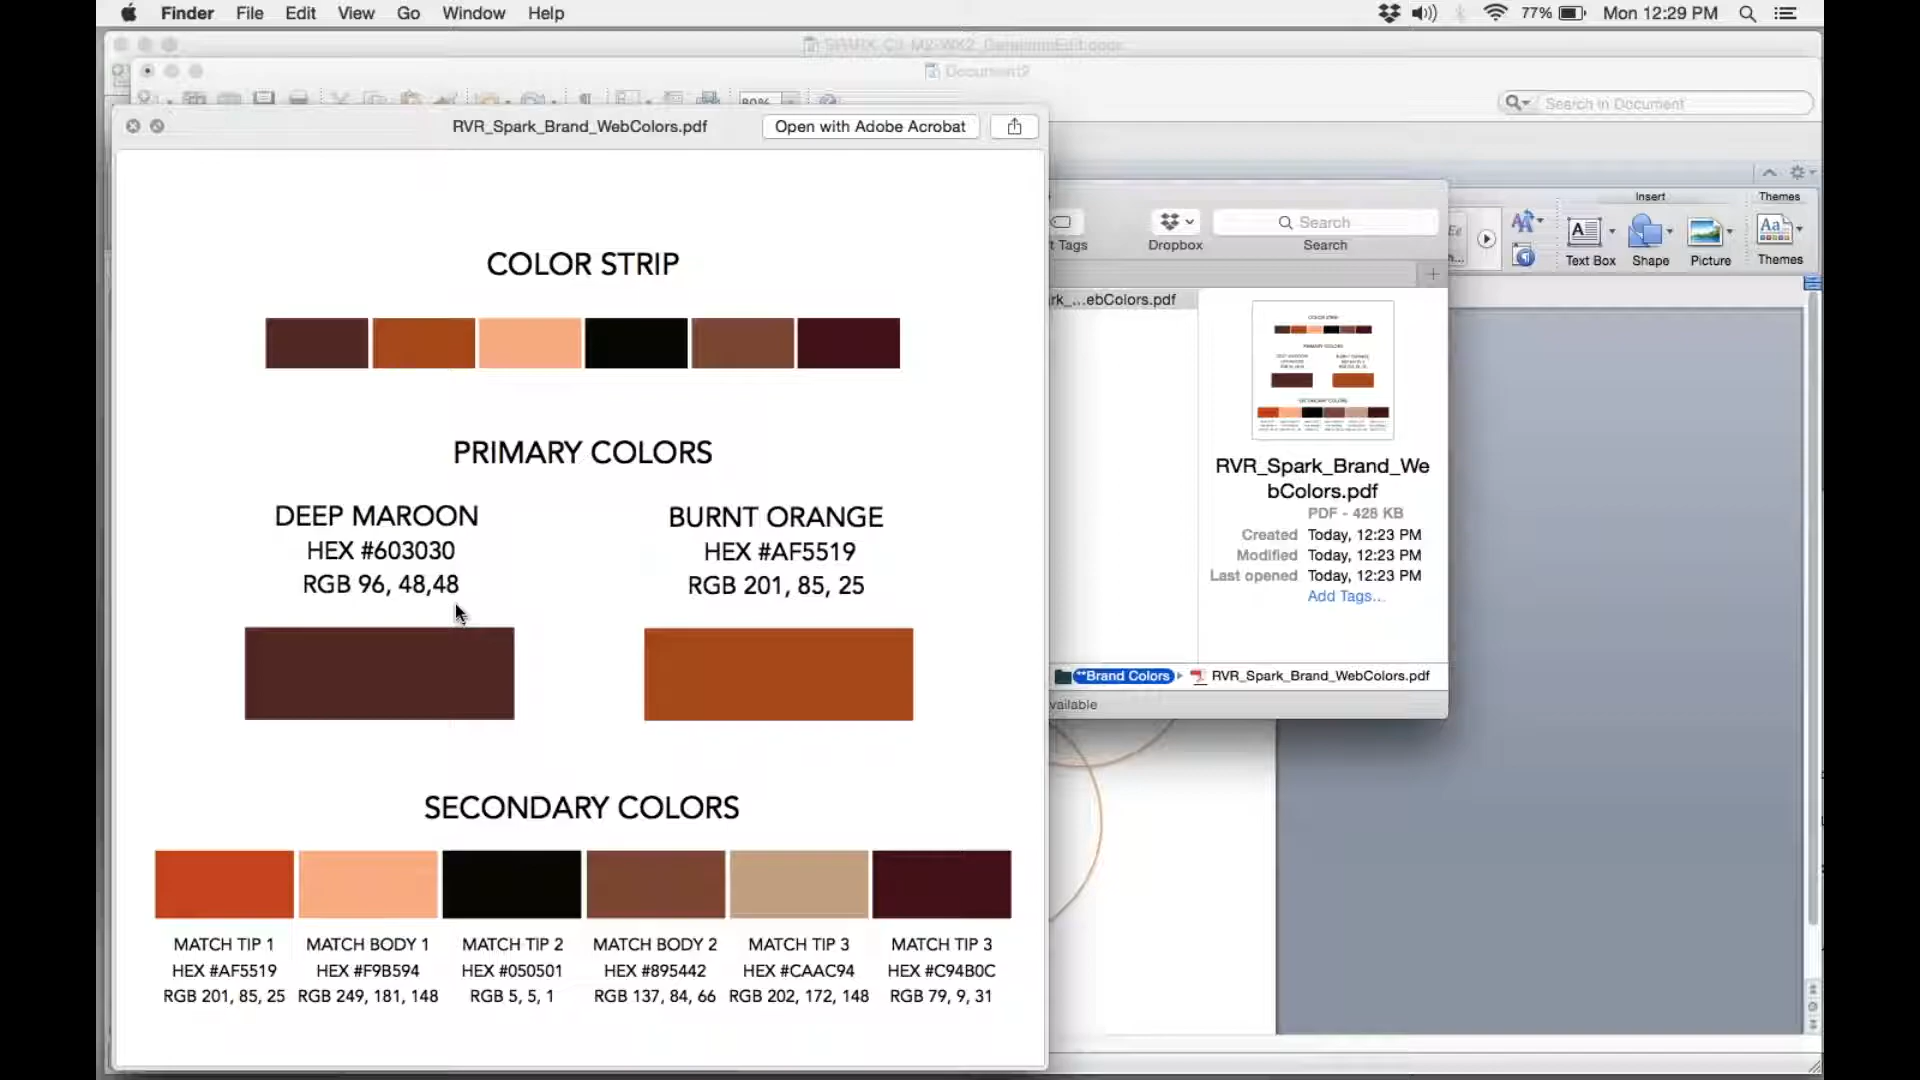 Finder File Edit View Go Window Help
77% Mon 12:29 PM
Document2
80%
Search in Document
RVR_Spark_Brand_WebColors.pdf
Open with Adobe Acrobat
COLOR STRIP
PRIMARY COLORS
DEEP MAROON
HEX #603030
RGB 96, 48,48
BURNT ORANGE
HEX #AF5519
RGB 201, 85, 25
SECONDARY COLORS
MATCH TIP 1
HEX #AF5519
RGB 201, 85, 25
MATCH BODY 1
HEX #F9B594
RGB 249, 181, 148
MATCH TIP 2
HEX #050501
RGB 5, 5, 1
MATCH BODY 2
HEX #895442
RGB 137, 84, 66
MATCH TIP 3
HEX #CAAC94
RGB 202, 172, 148
MATCH TIP 3
HEX #C94B0C
RGB 79, 9, 31
t Tags
Dropbox
Search
Search
rk_...ebColors.pdf
RVR_Spark_Brand_We
bColors.pdf
PDF - 428 KB
Created Today, 12:23 PM
Modified Today, 12:23 PM
Last opened Today, 12:23 PM
Add Tags...
**Brand Colors
RVR_Spark_Brand_WebColors.pdf
vailable
Insert
Themes
Text Box
Shape
Picture
Themes